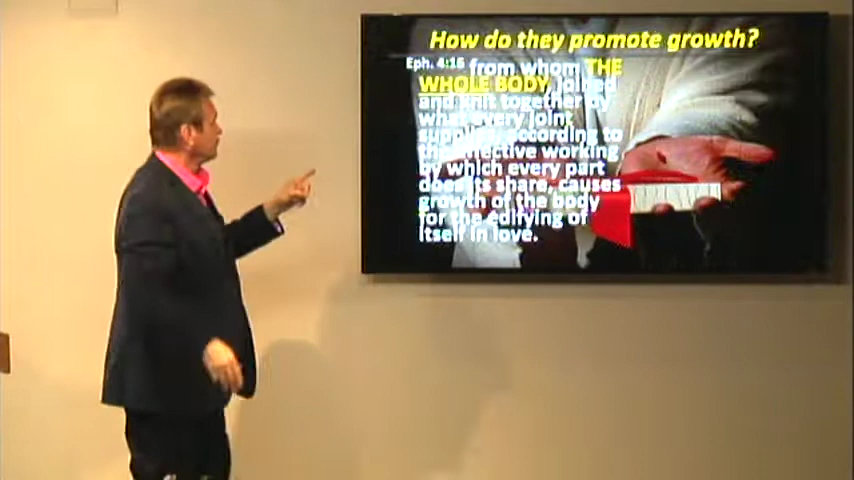 How do they promote growth?
Eph. 4:16 from whom THE
WHOLE BODY, joined
and knit together by
what every joint
supplies, according to
the effective working
by which every part
does its share, causes
growth of the body
for the edifying of
itself in love.